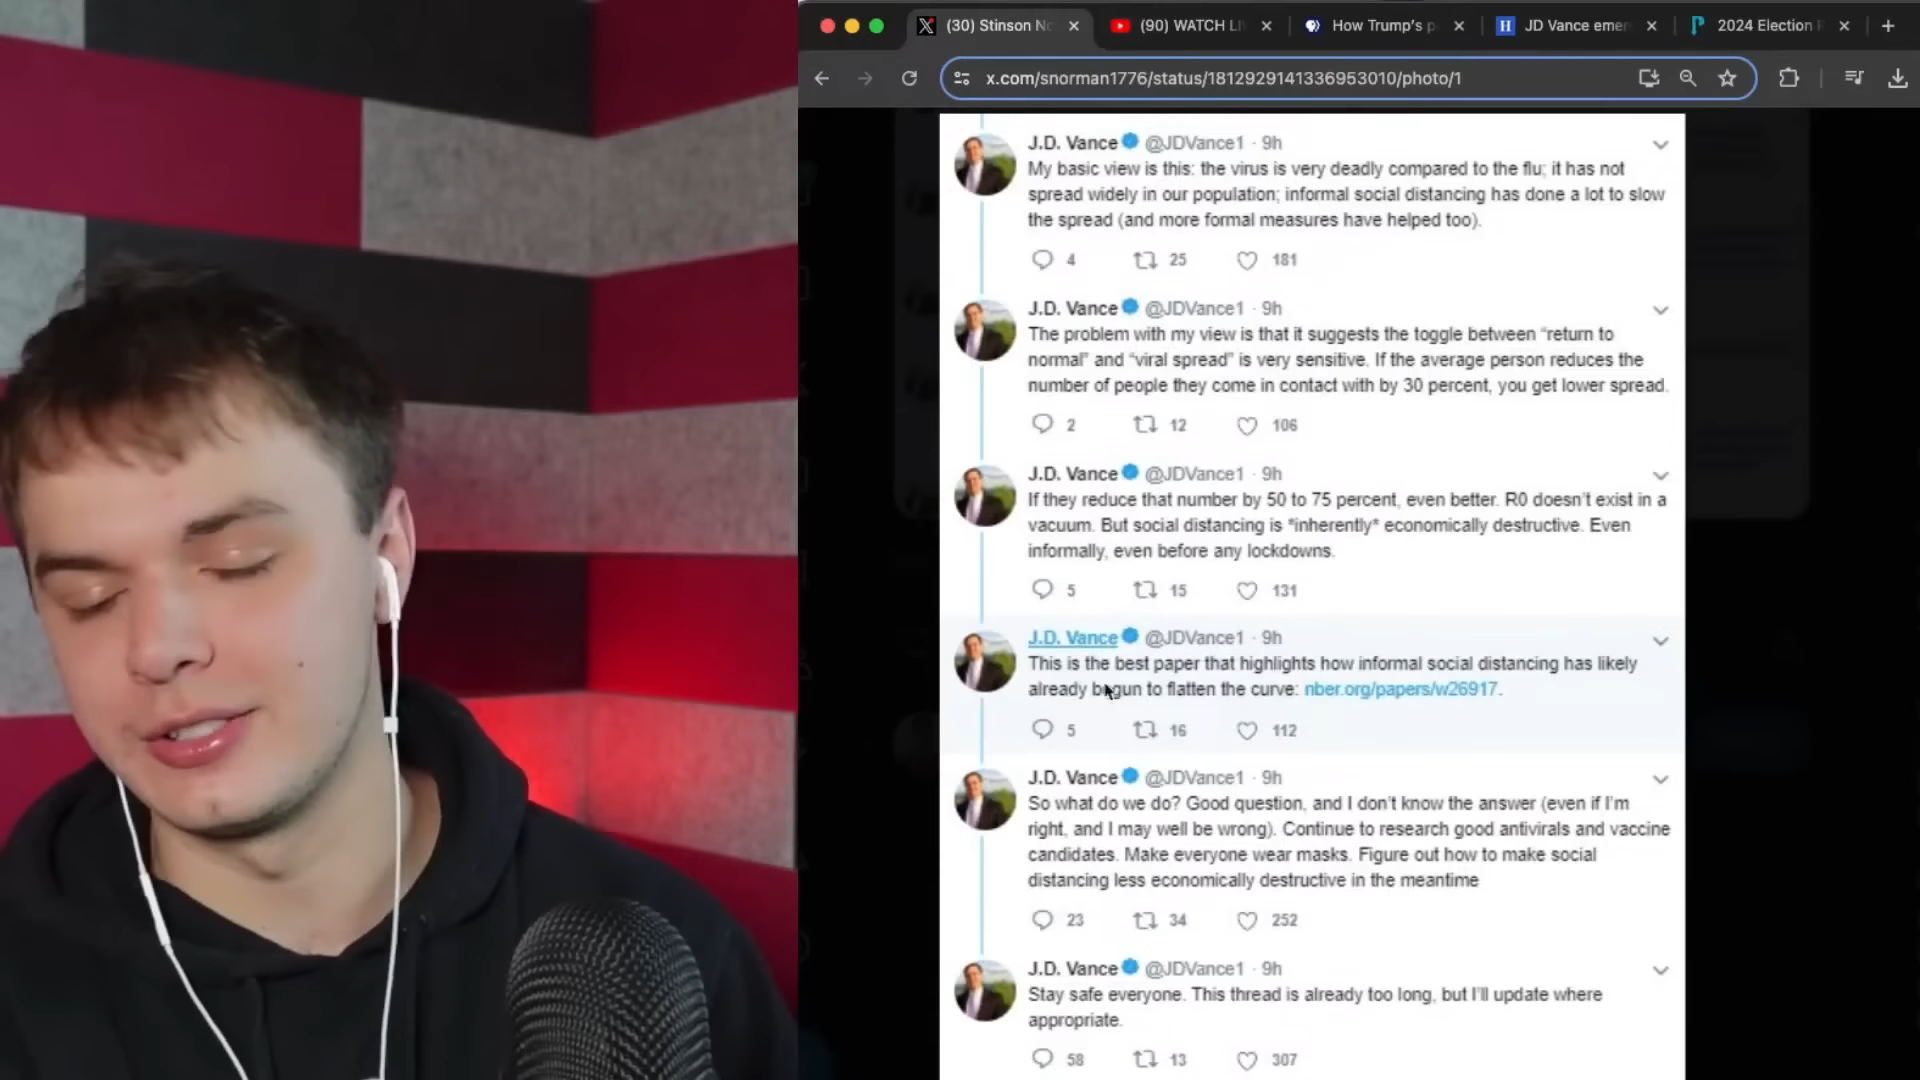 (30) Stinson No
(90) WATCH LI
How Trump's p
H
JD Vance emer
2024 Election
x.com/snorman1776/status/1812929141336953010/photo/1
J.D. Vance @JDVance1 · 9h
My basic view is this: the virus is very deadly compared to the flu; it has not
spread widely in our population; informal social distancing has done a lot to slow
the spread (and more formal measures have helped too).
4 25 181
J.D. Vance @JDVance1 · 9h
The problem with my view is that it suggests the toggle between “return to
normal” and “viral spread” is very sensitive. If the average person reduces the
number of people they come in contact with by 30 percent, you get lower spread.
2 12 106
J.D. Vance @JDVance1 · 9h
If they reduce that number by 50 to 75 percent, even better. R0 doesn't exist in a
vacuum. But social distancing is *inherently* economically destructive. Even
informally, even before any lockdowns.
5 15 131
J.D. Vance @JDVance1 · 9h
This is the best paper that highlights how informal social distancing has likely
already begun to flatten the curve: nber.org/papers/w26917.
5 16 112
J.D. Vance @JDVance1 · 9h
So what do we do? Good question, and I don't know the answer (even if I'm
right, and I may well be wrong). Continue to research good antivirals and vaccine
candidates. Make everyone wear masks. Figure out how to make social
distancing less economically destructive in the meantime
23 34 252
J.D. Vance @JDVance1 · 9h
Stay safe everyone. This thread is already too long, but I'll update where
appropriate.
58 13 307